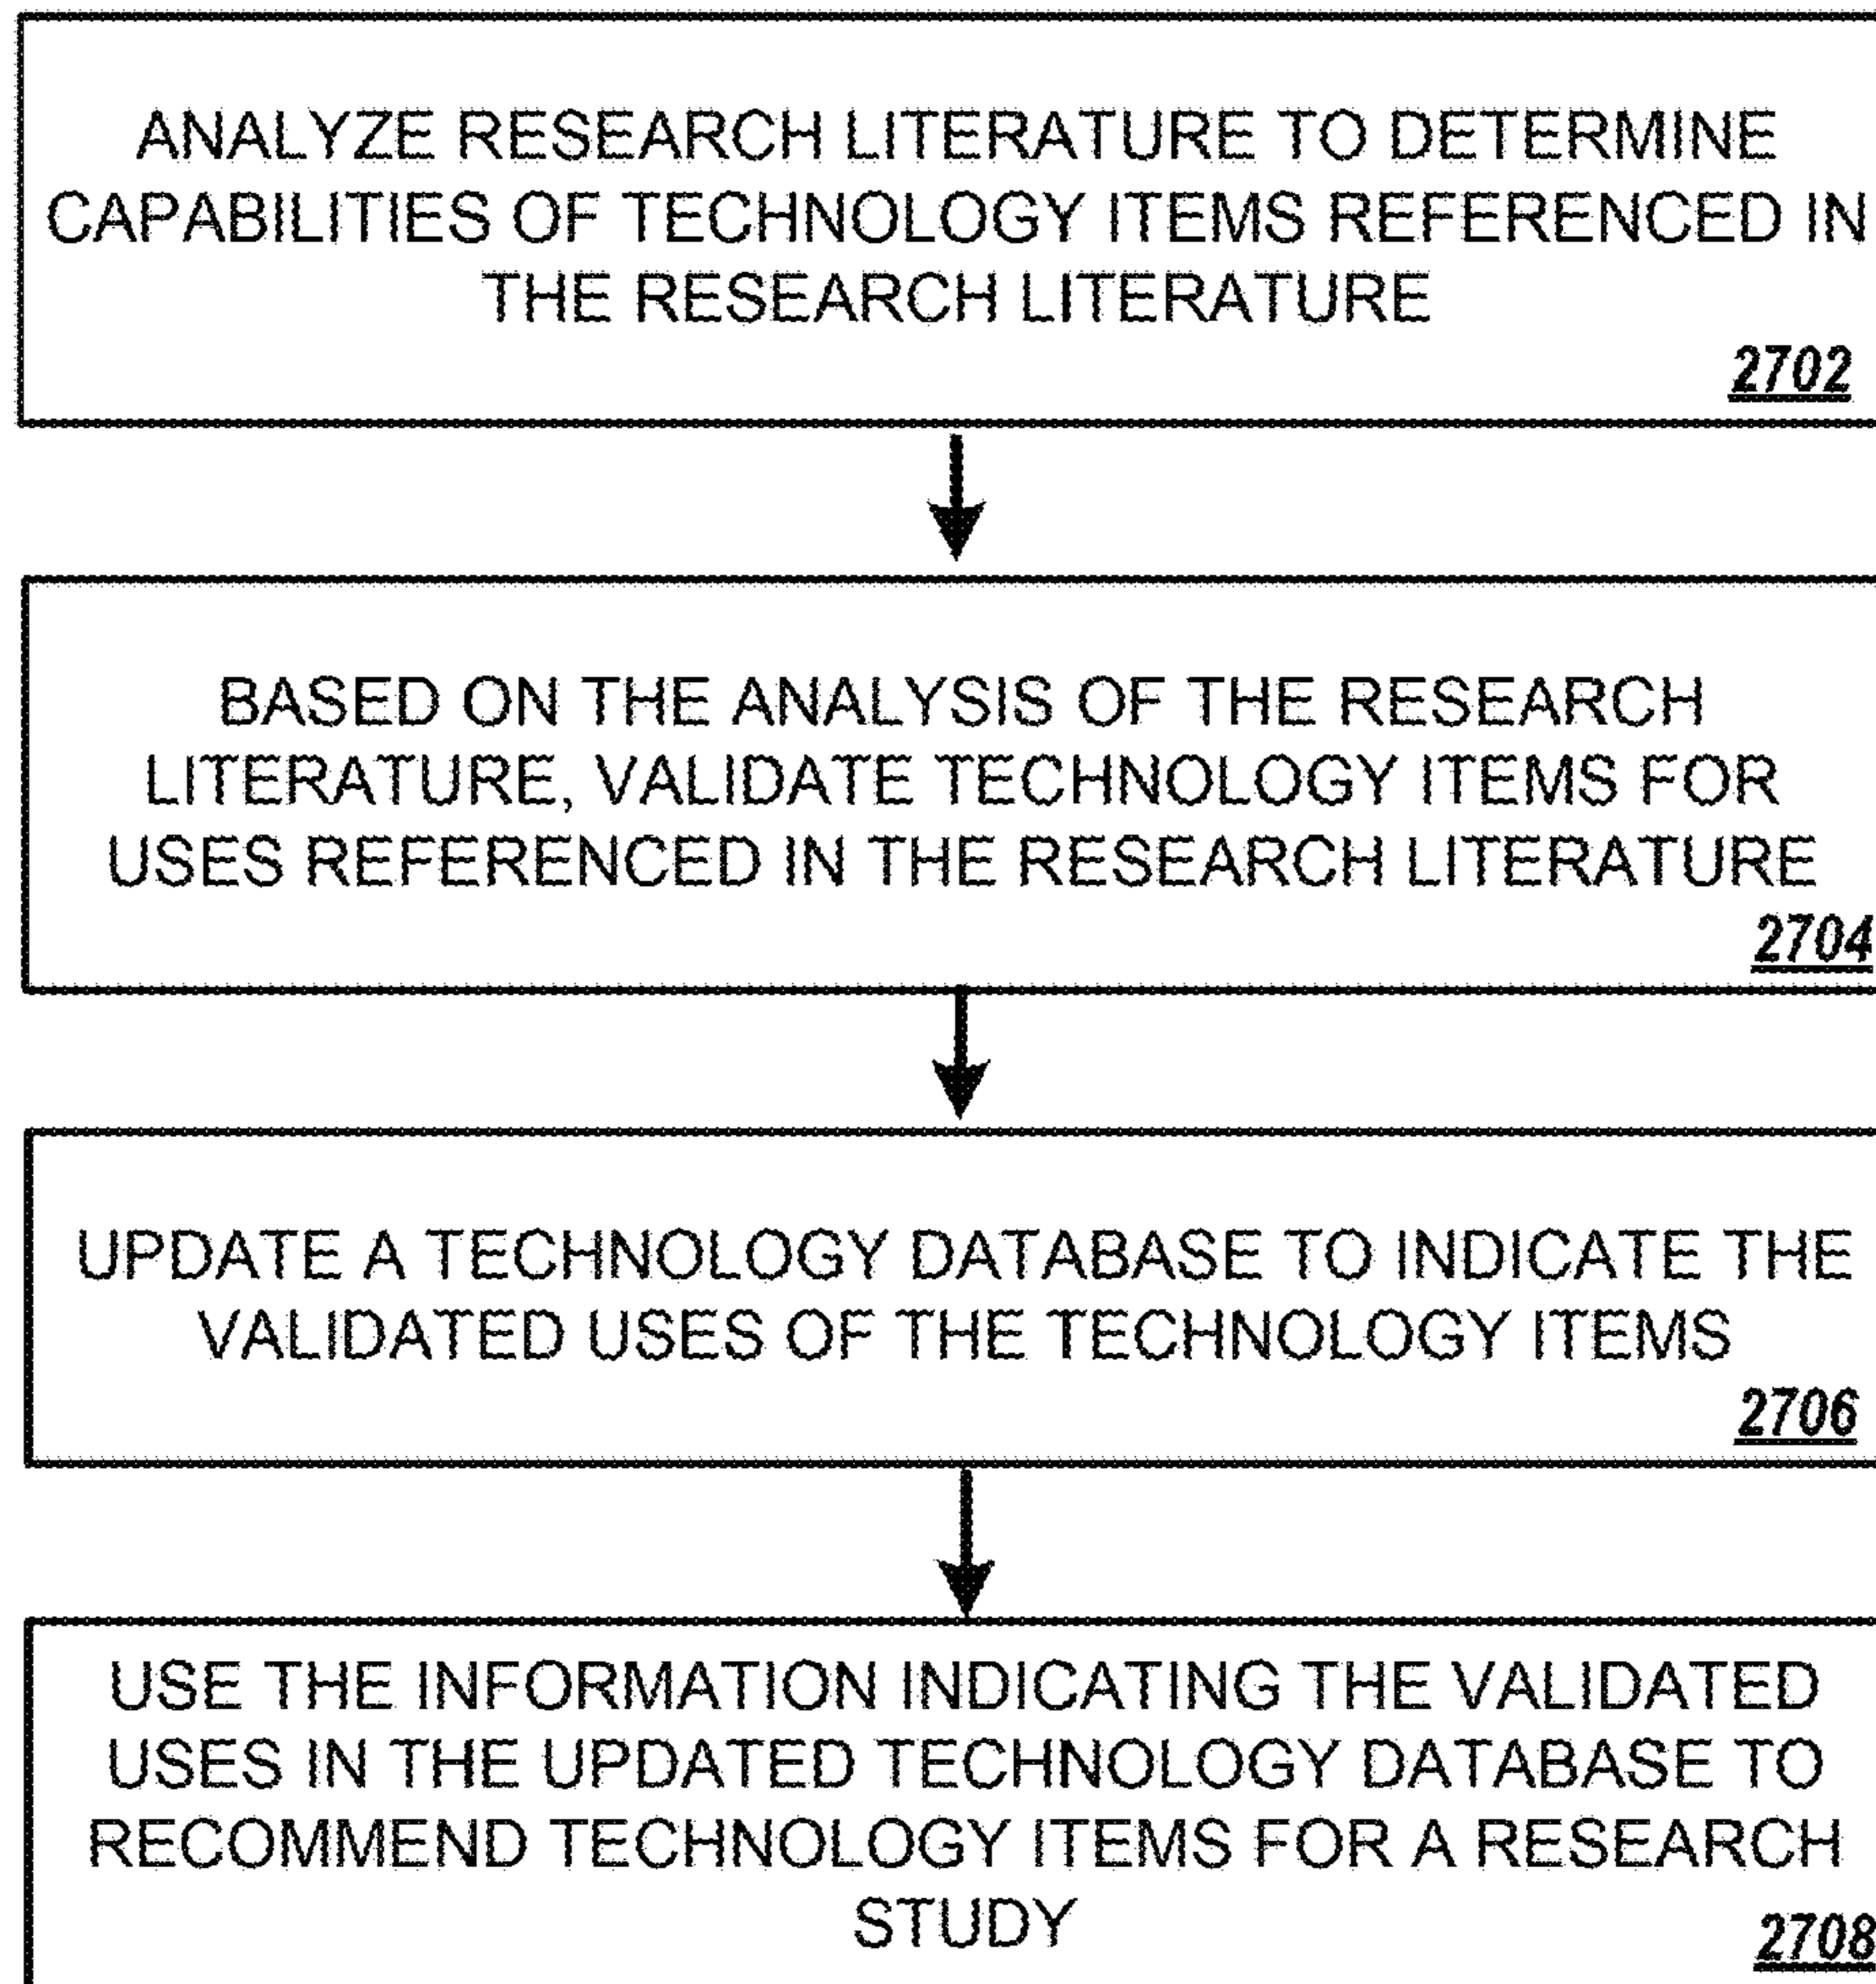 ANALYZE RESEARCH LITERATURE TO DETERMINE
CAPABILITIES OF TECHNOLOGY ITEMS REFERENCED IN
THE RESEARCH LITERATURE
2702
BASED ON THE ANALYSIS OF THE RESEARCH
LITERATURE, VALIDATE TECHNOLOGY ITEMS FOR
USES REFERENCED IN THE RESEARCH LITERATURE
2704
UPDATE A TECHNOLOGY DATABASE TO INDICATE THE
VALIDATED USES OF THE TECHNOLOGY ITEMS
2706
USE THE INFORMATION INDICATING THE VALIDATED
USES IN THE UPDATED TECHNOLOGY DATABASE TO
RECOMMEND TECHNOLOGY ITEMS FOR A RESEARCH
STUDY
2708